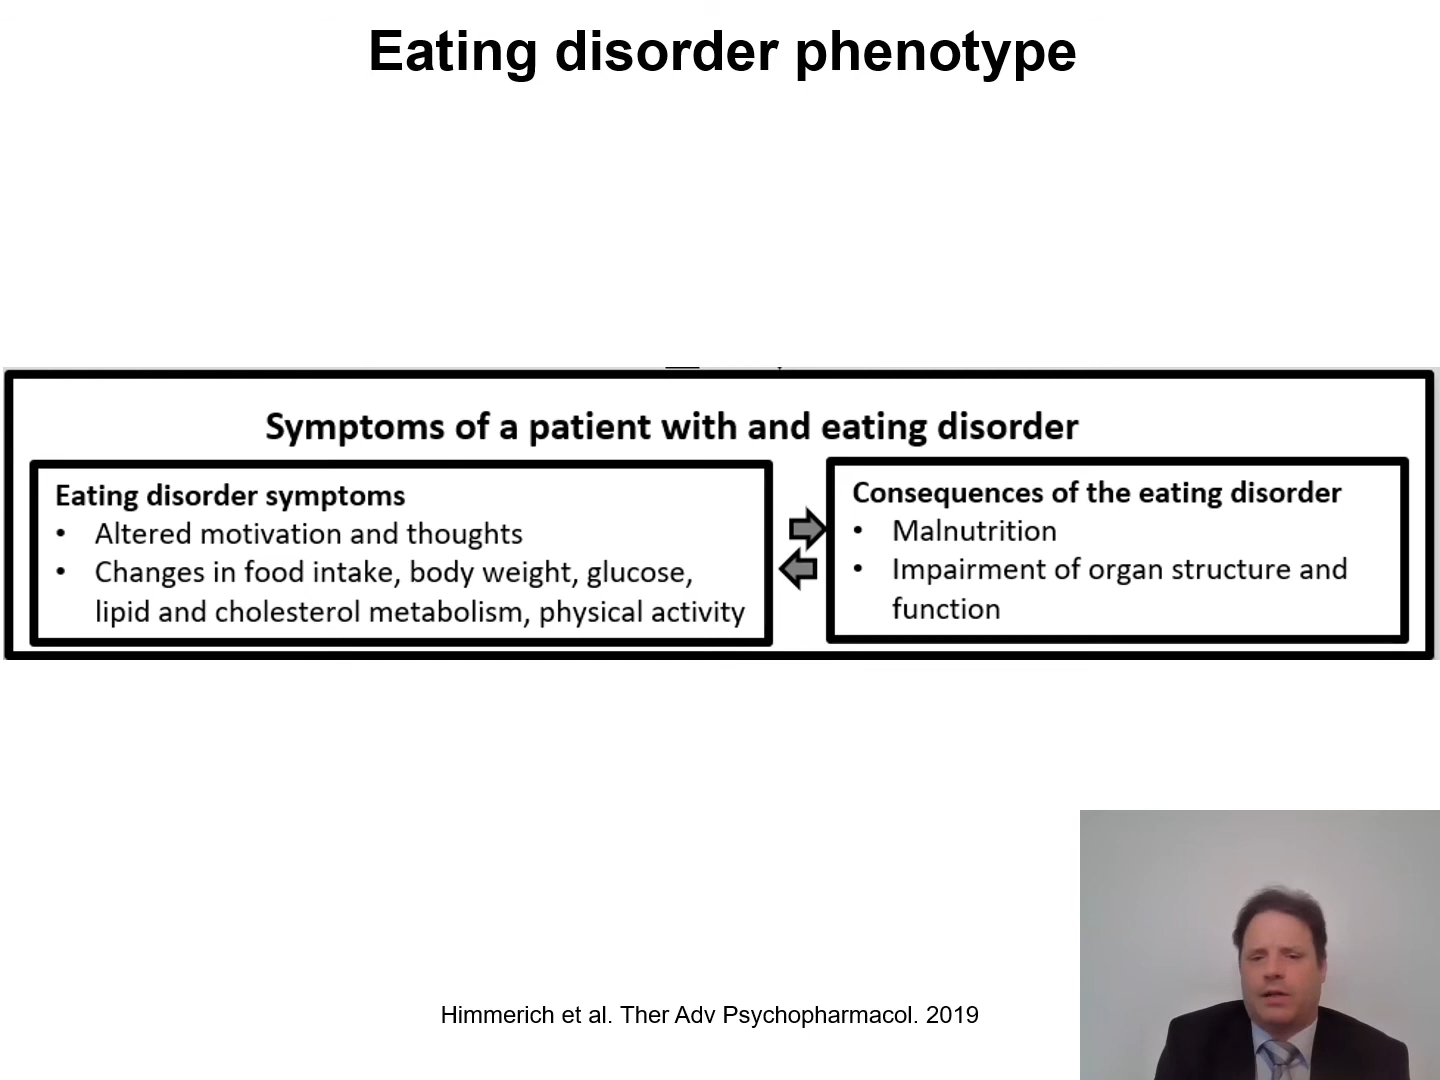 Eating disorder phenotype
Symptoms of a patient with and eating disorder
Eating disorder symptoms
• Altered motivation and thoughts
• Changes in food intake, body weight, glucose,
lipid and cholesterol metabolism, physical activity
Consequences of the eating disorder
• Malnutrition
• Impairment of organ structure and
function
Himmerich et al. Ther Adv Psychopharmacol. 2019